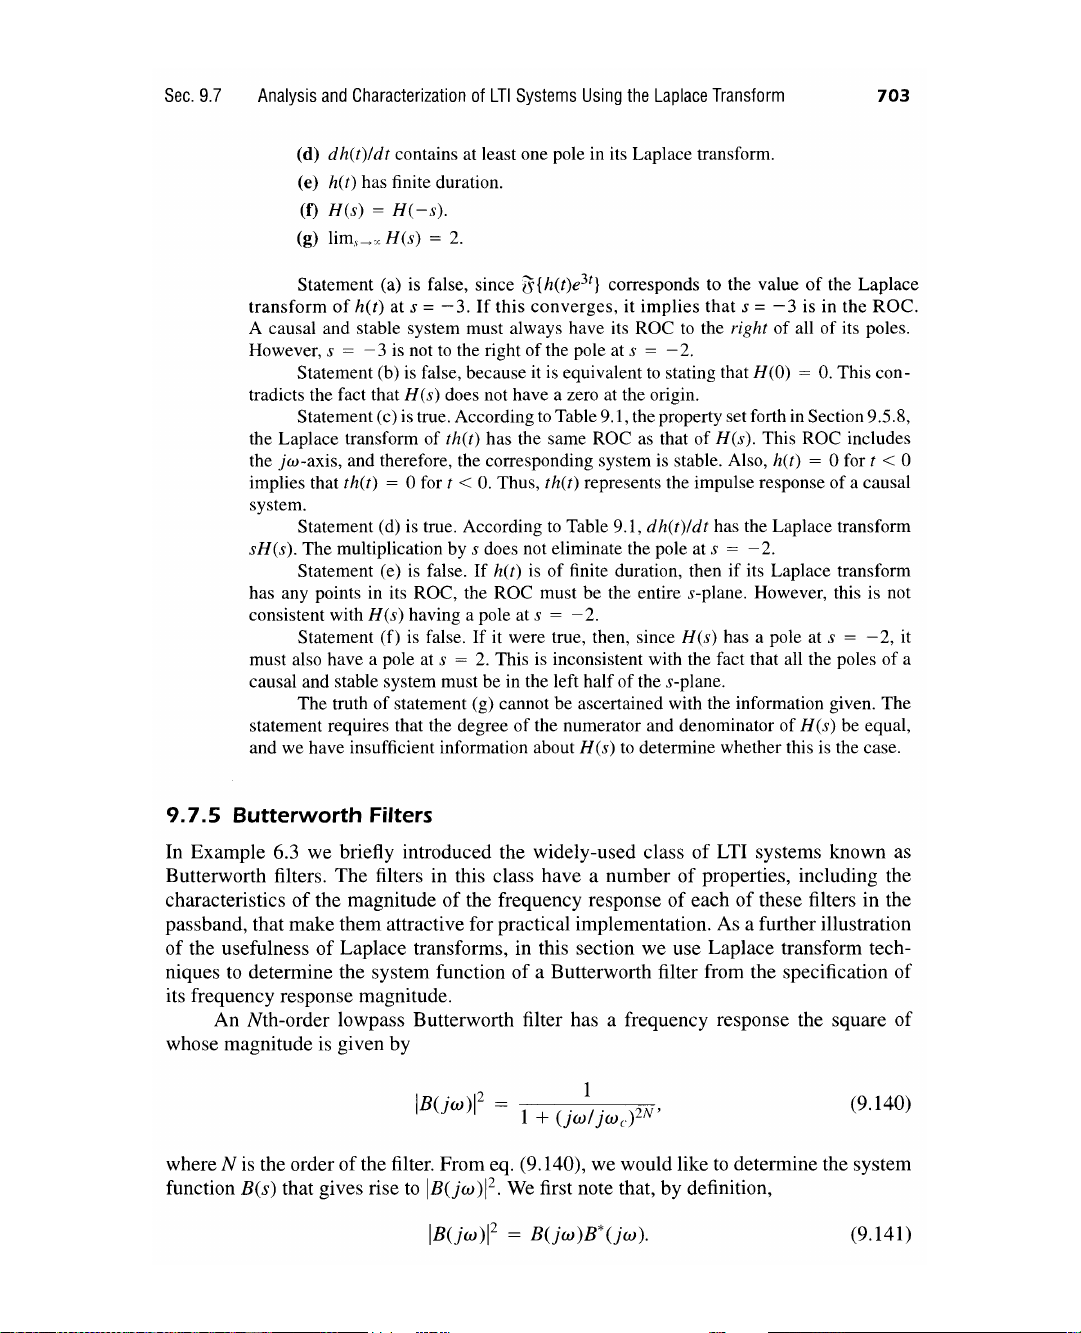 Sec. 9.7 Analysis and Characterization of LTI Systems Using the Laplace Transform 703
(d) dh(t)/dt contains at least one pole in its Laplace transform.
(e) h(t) has finite duration.
(f) H(s) = H(−s).
(g) lim_{s→∞} H(s) = 2.
Statement (a) is false, since 𝔉{h(t)e^{3t}} corresponds to the value of the Laplace
transform of h(t) at s = −3. If this converges, it implies that s = −3 is in the ROC.
A causal and stable system must always have its ROC to the right of all of its poles.
However, s = −3 is not to the right of the pole at s = −2.
Statement (b) is false, because it is equivalent to stating that H(0) = 0. This con-
tradicts the fact that H(s) does not have a zero at the origin.
Statement (c) is true. According to Table 9.1, the property set forth in Section 9.5.8,
the Laplace transform of th(t) has the same ROC as that of H(s). This ROC includes
the jω-axis, and therefore, the corresponding system is stable. Also, h(t) = 0 for t < 0
implies that th(t) = 0 for t < 0. Thus, th(t) represents the impulse response of a causal
system.
Statement (d) is true. According to Table 9.1, dh(t)/dt has the Laplace transform
sH(s). The multiplication by s does not eliminate the pole at s = −2.
Statement (e) is false. If h(t) is of finite duration, then if its Laplace transform
has any points in its ROC, the ROC must be the entire s-plane. However, this is not
consistent with H(s) having a pole at s = −2.
Statement (f) is false. If it were true, then, since H(s) has a pole at s = −2, it
must also have a pole at s = 2. This is inconsistent with the fact that all the poles of a
causal and stable system must be in the left half of the s-plane.
The truth of statement (g) cannot be ascertained with the information given. The
statement requires that the degree of the numerator and denominator of H(s) be equal,
and we have insufficient information about H(s) to determine whether this is the case.
9.7.5 Butterworth Filters
In Example 6.3 we briefly introduced the widely-used class of LTI systems known as
Butterworth filters. The filters in this class have a number of properties, including the
characteristics of the magnitude of the frequency response of each of these filters in the
passband, that make them attractive for practical implementation. As a further illustration
of the usefulness of Laplace transforms, in this section we use Laplace transform tech-
niques to determine the system function of a Butterworth filter from the specification of
its frequency response magnitude.
An Nth-order lowpass Butterworth filter has a frequency response the square of
whose magnitude is given by
|B(jω)|² = 1 / (1 + (jω/jω_c)^{2N}), (9.140)
where N is the order of the filter. From eq. (9.140), we would like to determine the system
function B(s) that gives rise to |B(jω)|². We first note that, by definition,
|B(jω)|² = B(jω)B*(jω). (9.141)